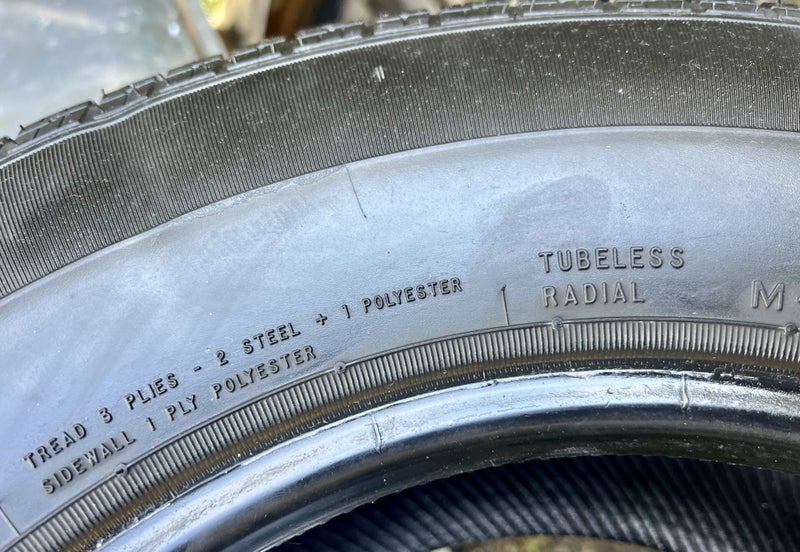 TREAD 3 PLIES - 2 STEEL + 1 POLYESTER
SIDEWALL 1 PLY POLYESTER
TUBELESS
RADIAL
M